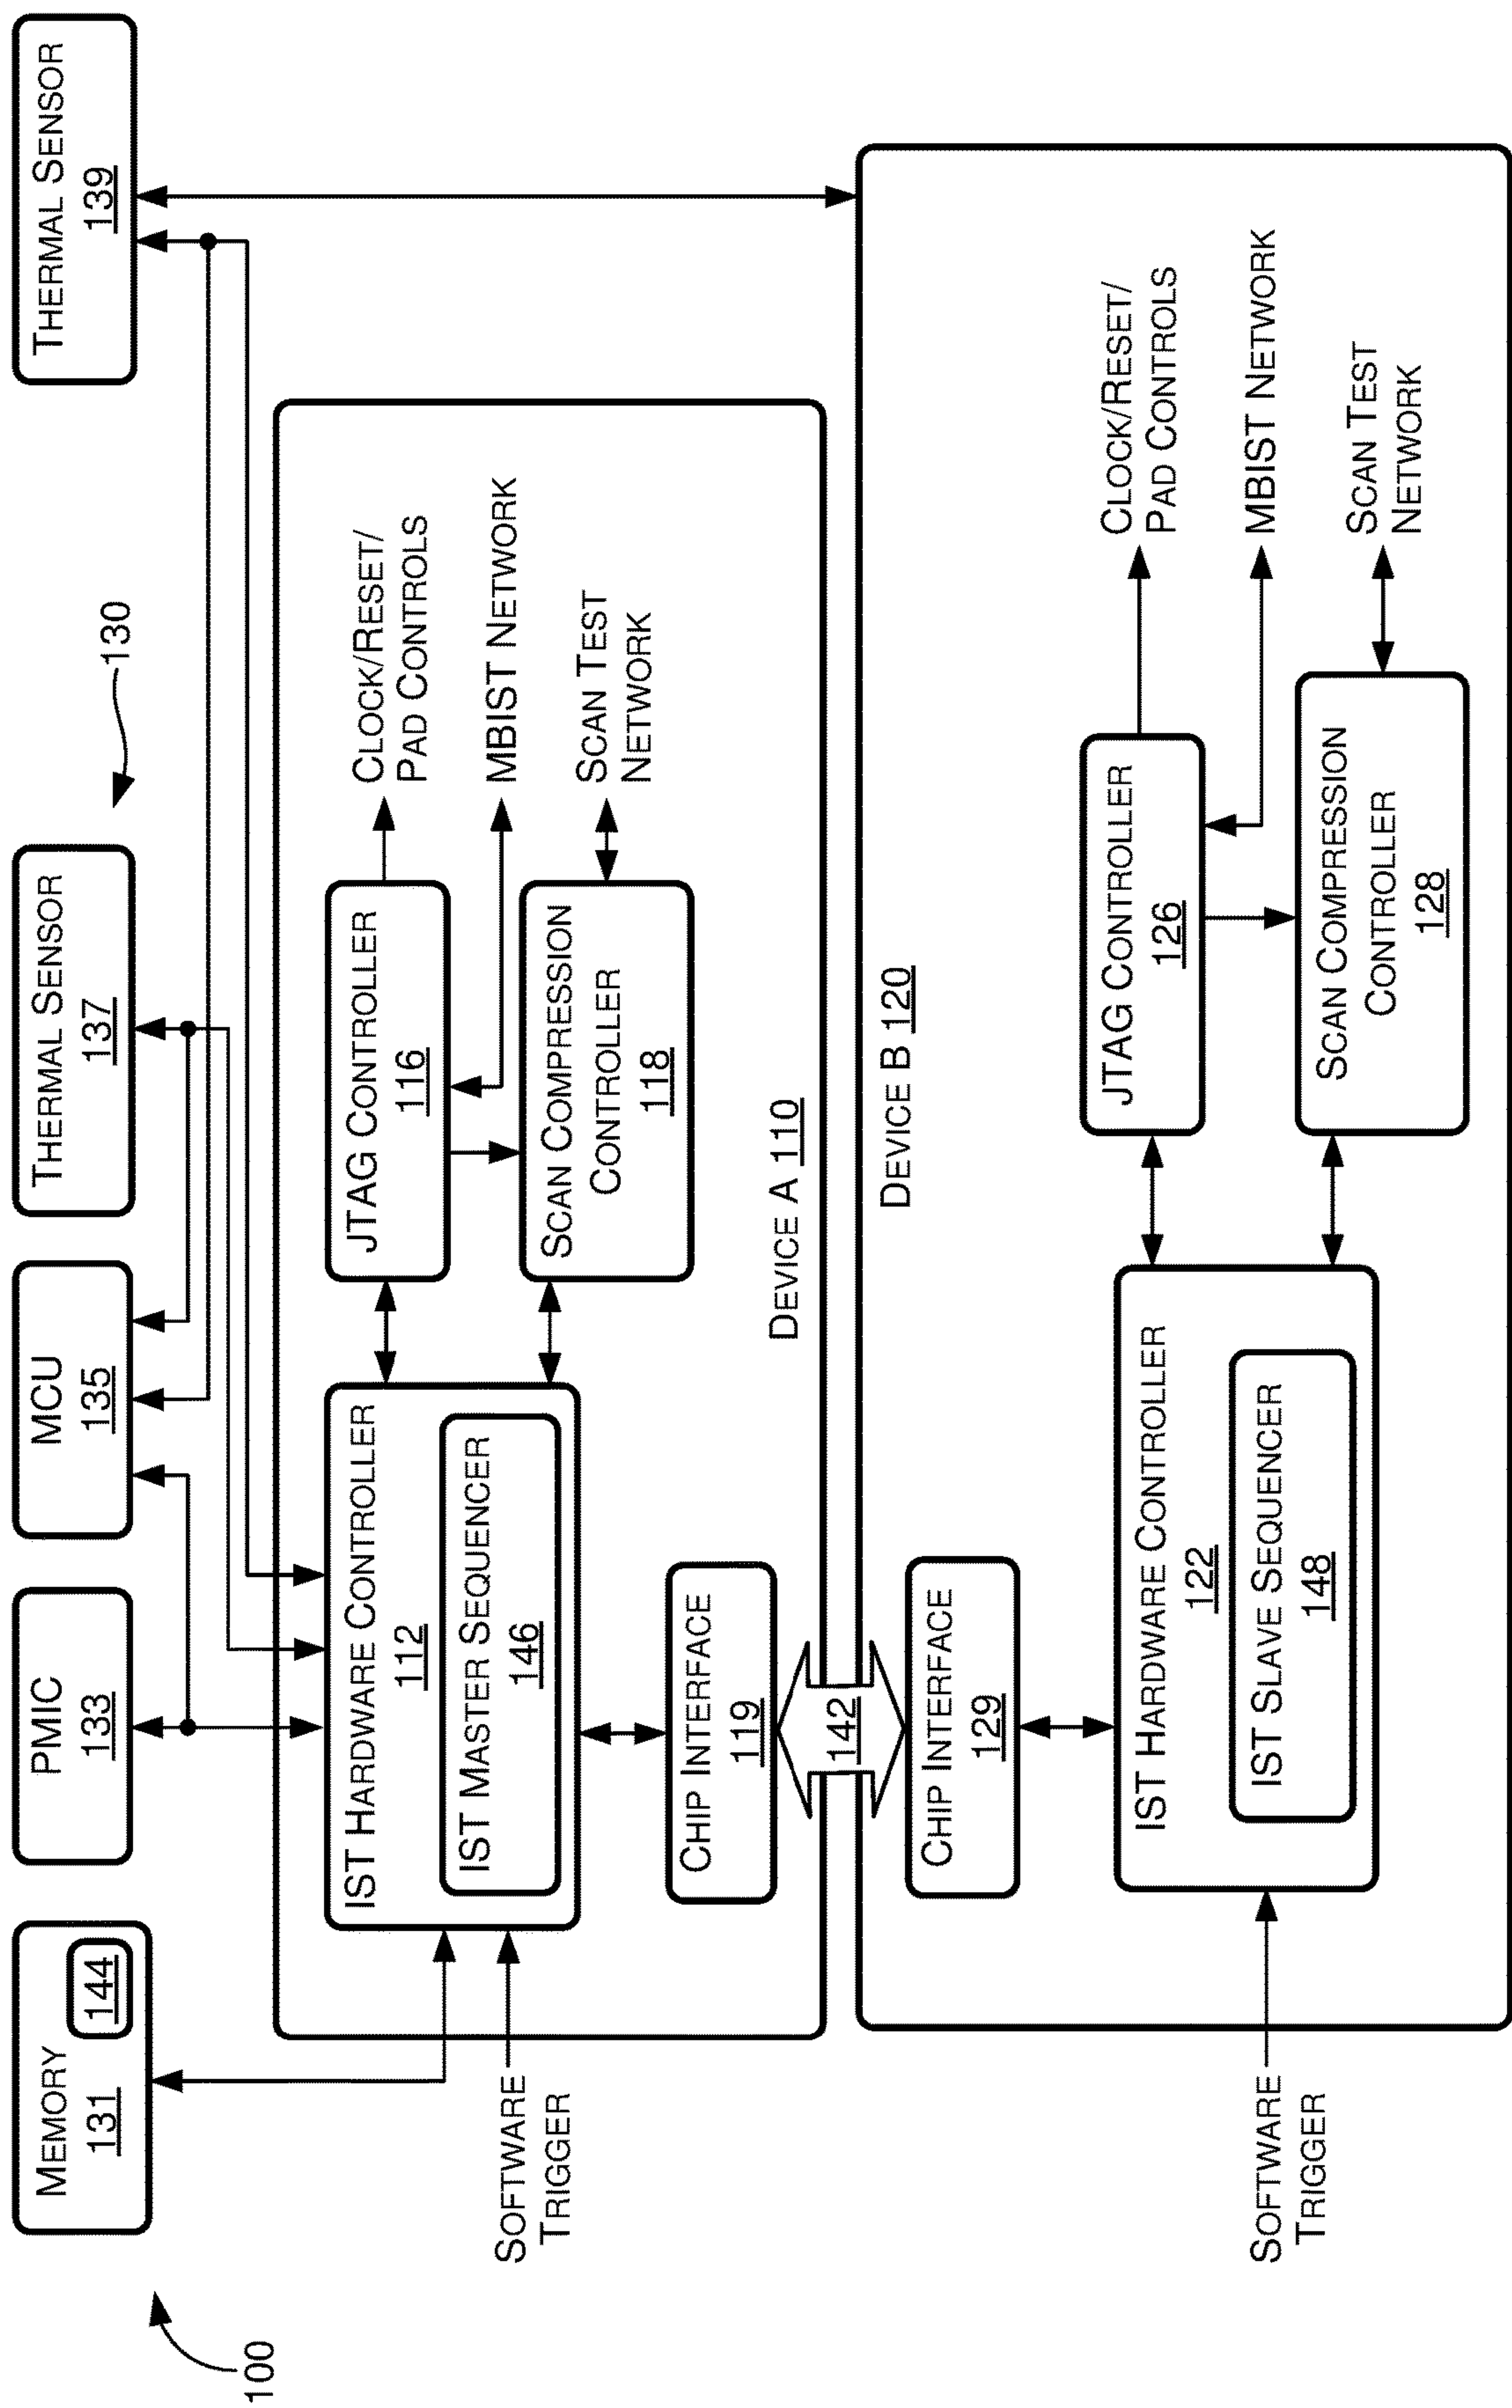 100
MEMORY
131
144
PMIC
133
MCU
135
THERMAL SENSOR
137
130
THERMAL SENSOR
139
SOFTWARE
TRIGGER
IST HARDWARE CONTROLLER
112
IST MASTER SEQUENCER
146
JTAG CONTROLLER
116
CLOCK/RESET/
PAD CONTROLS
MBIST NETWORK
SCAN COMPRESSION
CONTROLLER
118
SCAN TEST
NETWORK
CHIP INTERFACE
119
DEVICE A 110
142
DEVICE B 120
CHIP INTERFACE
129
SOFTWARE
TRIGGER
IST HARDWARE CONTROLLER
122
IST SLAVE SEQUENCER
148
JTAG CONTROLLER
126
CLOCK/RESET/
PAD CONTROLS
MBIST NETWORK
SCAN COMPRESSION
CONTROLLER
128
SCAN TEST
NETWORK